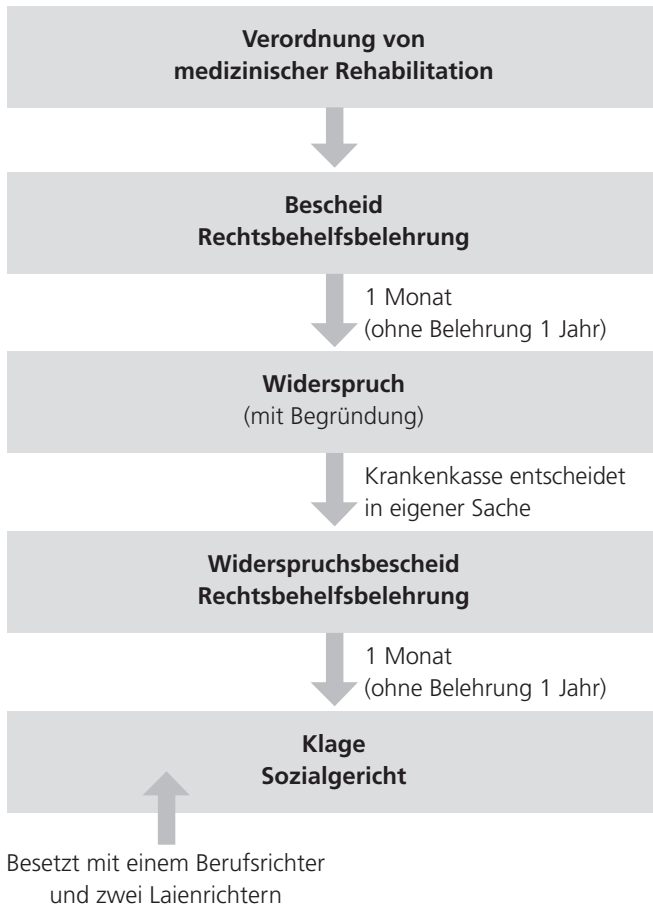 Verordnung von
medizinischer Rehabilitation
Bescheid
Rechtsbehelfsbelehrung
1 Monat
(ohne Belehrung 1 Jahr)
Widerspruch
(mit Begründung)
Krankenkasse entscheidet
in eigener Sache
Widerspruchsbescheid
Rechtsbehelfsbelehrung
1 Monat
(ohne Belehrung 1 Jahr)
Klage
Sozialgericht
Besetzt mit einem Berufsrichter
und zwei Laienrichtern